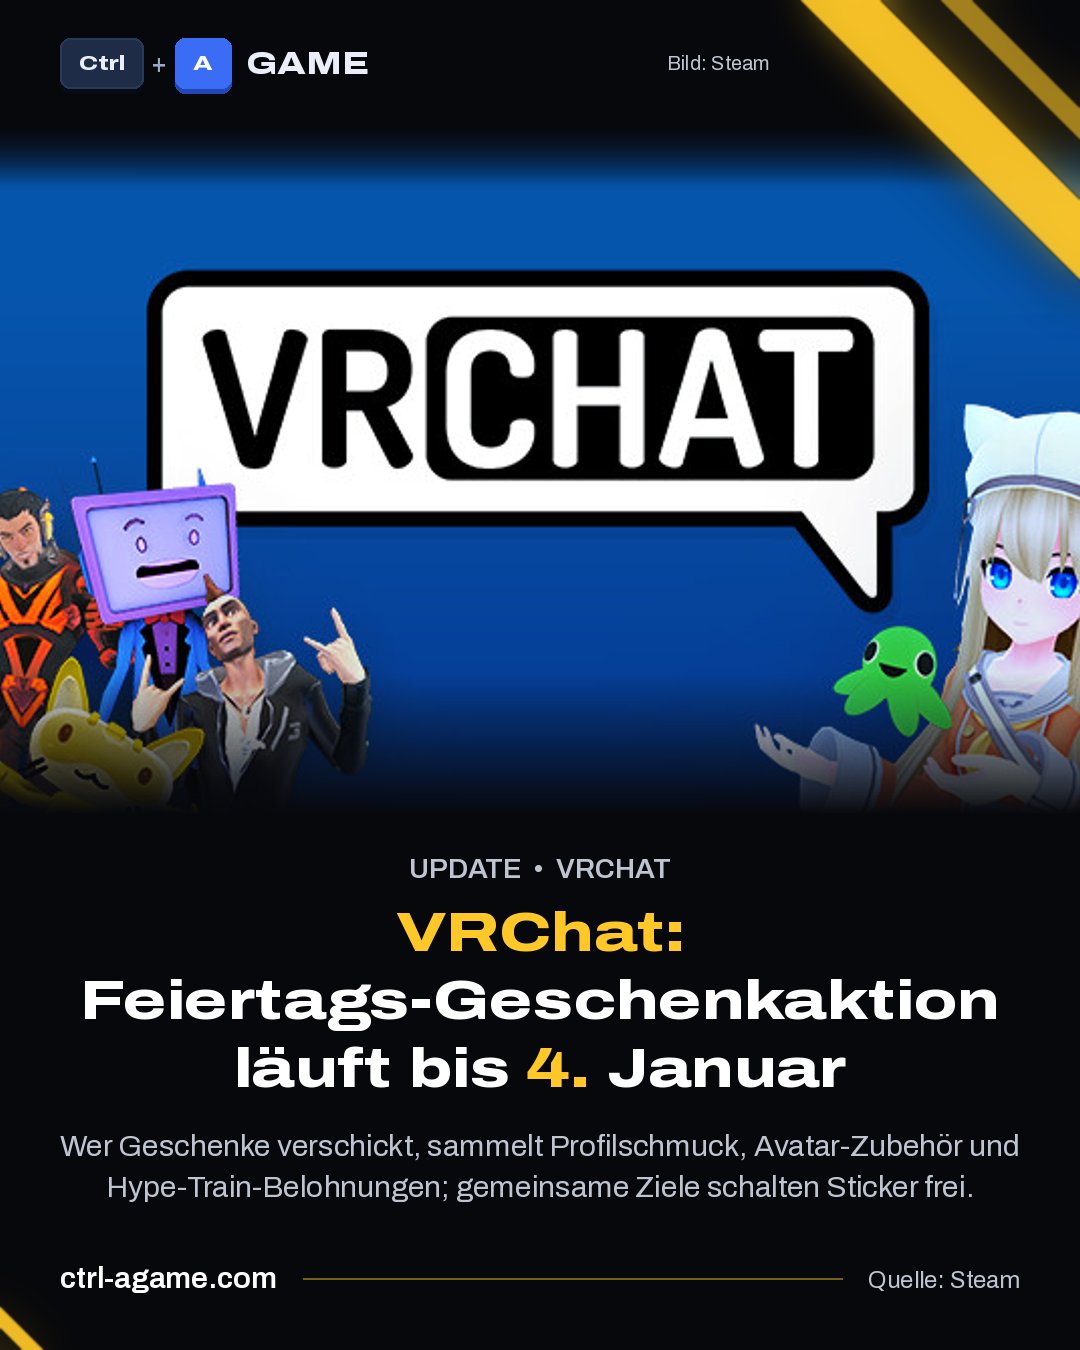 Ctrl + A GAME
Bild: Steam
VRCHAT
UPDATE • VRCHAT
VRChat:
Feiertags-Geschenkaktion
läuft bis 4. Januar
Wer Geschenke verschickt, sammelt Profilschmuck, Avatar-Zubehör und
Hype-Train-Belohnungen; gemeinsame Ziele schalten Sticker frei.
ctrl-agame.com
Quelle: Steam